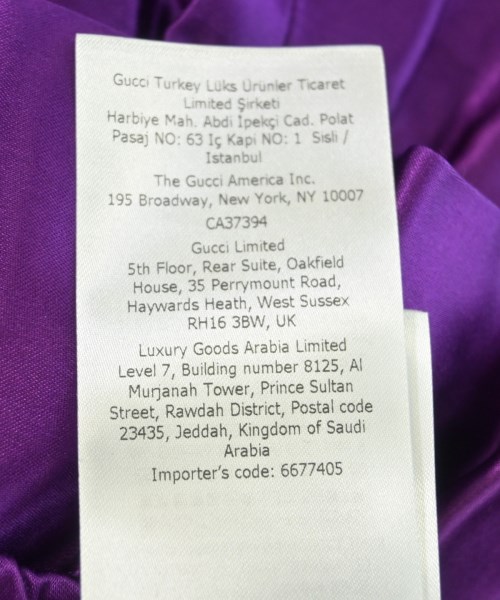 Gucci Turkey Lüks Ürünler Ticaret
Limited Şirketi
Harbiye Mah. Abdi İpekçi Cad. Polat
Pasaj NO: 63 Iç Kapi NO: 1 Sisli /
Istanbul
The Gucci America Inc.
195 Broadway, New York, NY 10007
CA37394
Gucci Limited
5th Floor, Rear Suite, Oakfield
House, 35 Perrymount Road,
Haywards Heath, West Sussex
RH16 3BW, UK
Luxury Goods Arabia Limited
Level 7, Building number 8125, Al
Murjanah Tower, Prince Sultan
Street, Rawdah District, Postal code
23435, Jeddah, Kingdom of Saudi
Arabia
Importer's code: 6677405